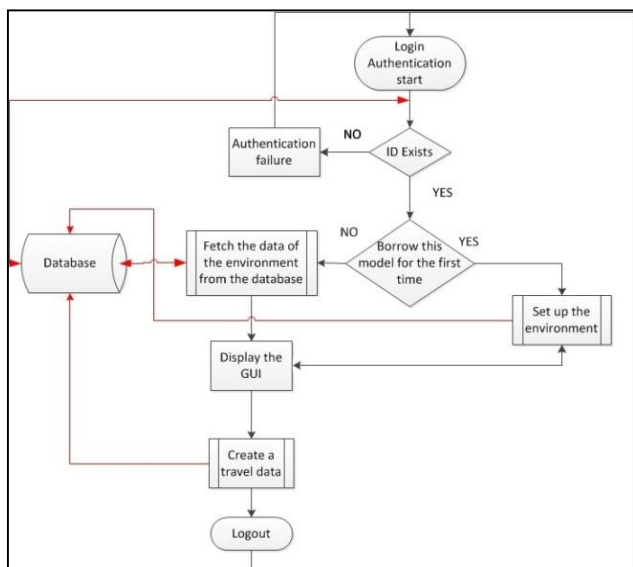 Login
Authentication
start
NO
Authentication
failure
ID Exists
YES
NO
Borrow this
model for the first
time
YES
Database
Fetch the data of
the environment
from the database
Set up the
environment
Display the
GUI
Create a
travel data
Logout